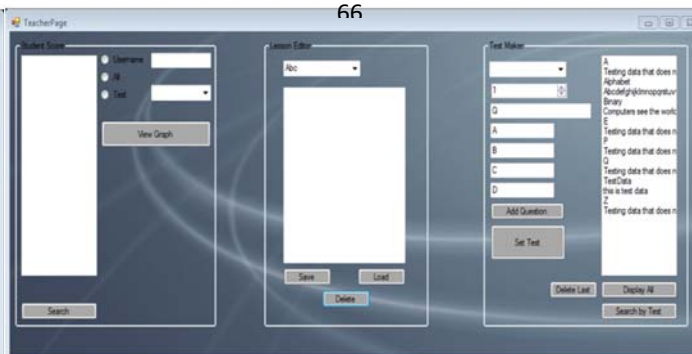 66
TeacherPage
Student Score
Username
All
Test
View Graph
Search
Lesson Editor
Abc
Save
Load
Delete
Test Maker
1
Q
A
B
C
D
Add Question
Set Test
Delete Last
A
Testing data that does n
Alphabet
Abcdefghijklmnopqrstuv
Binary
Computers see the world
E
Testing data that does n
P
Testing data that does n
Q
Testing data that does n
TestData
this is test data
Z
Testing data that does n
Display All
Search by Test